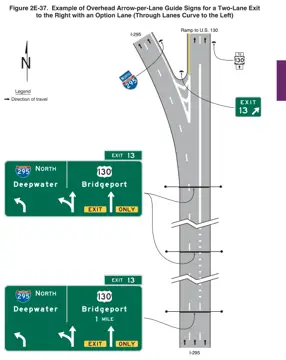 Figure 2E-37. Example of Overhead Arrow-per-Lane Guide Signs for a Two-Lane Exit
to the Right with an Option Lane (Through Lanes Curve to the Left)
I-295
Ramp to U.S. 130
N
130
295
Legend
Direction of travel
EXIT
13
EXIT 13
295 NORTH
130
Deepwater
Bridgeport
EXIT ONLY
EXIT 13
295 NORTH
130
Deepwater
Bridgeport
1 MILE
EXIT ONLY
I-295